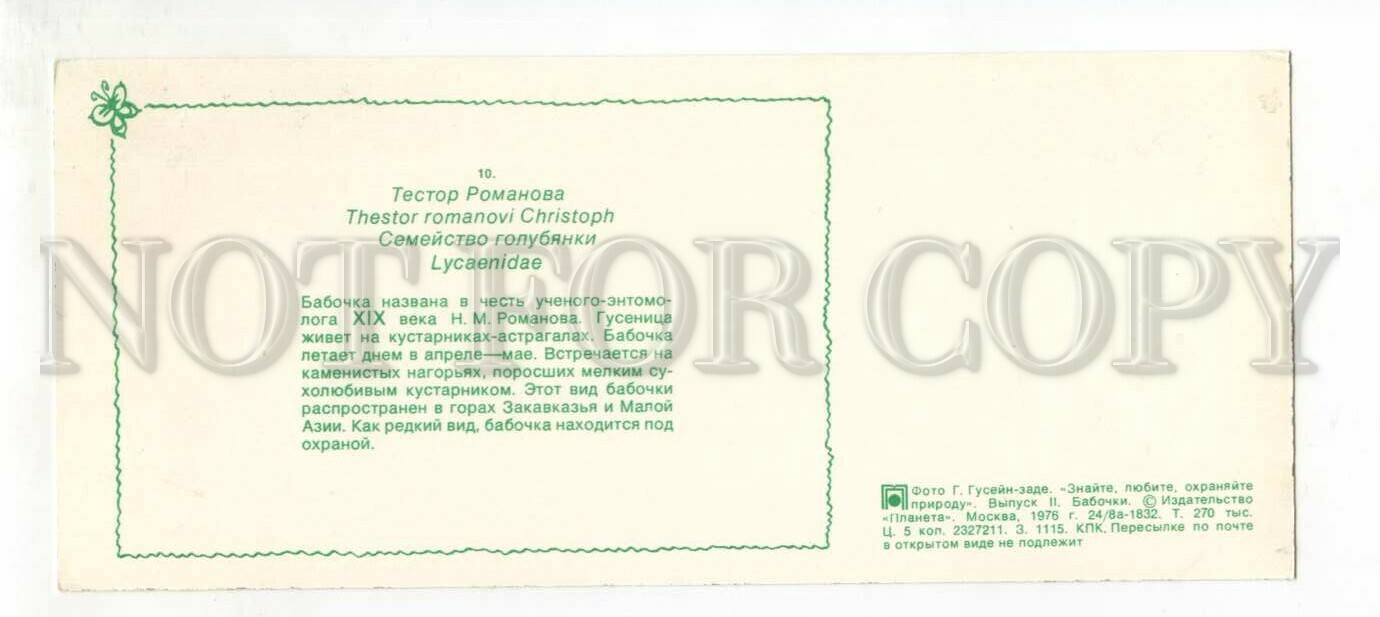 10.
Тестор Романова
Thestor romanovi Christoph
Семейство голубянки
Lycaenidae
Бабочка названа в честь ученого-энтомо-
лога XIX века Н. М. Романова. Гусеница
живет на кустарниках-астрагалах. Бабочка
летает днем в апреле—мае. Встречается на
каменистых нагорьях, поросших мелким су-
холюбивым кустарником. Этот вид бабочки
распространен в горах Закавказья и Малой
Азии. Как редкий вид, бабочка находится под
охраной.
NOT FOR COPY
Фото Г. Гусейн-заде. «Знайте, любите, охраняйте
природу». Выпуск II. Бабочки. © Издательство
«Планета». Москва, 1976 г. 24/8а-1832. Т. 270 тыс.
Ц. 5 коп. 2327211. З. 1115. КПК. Пересылке по почте
в открытом виде не подлежит